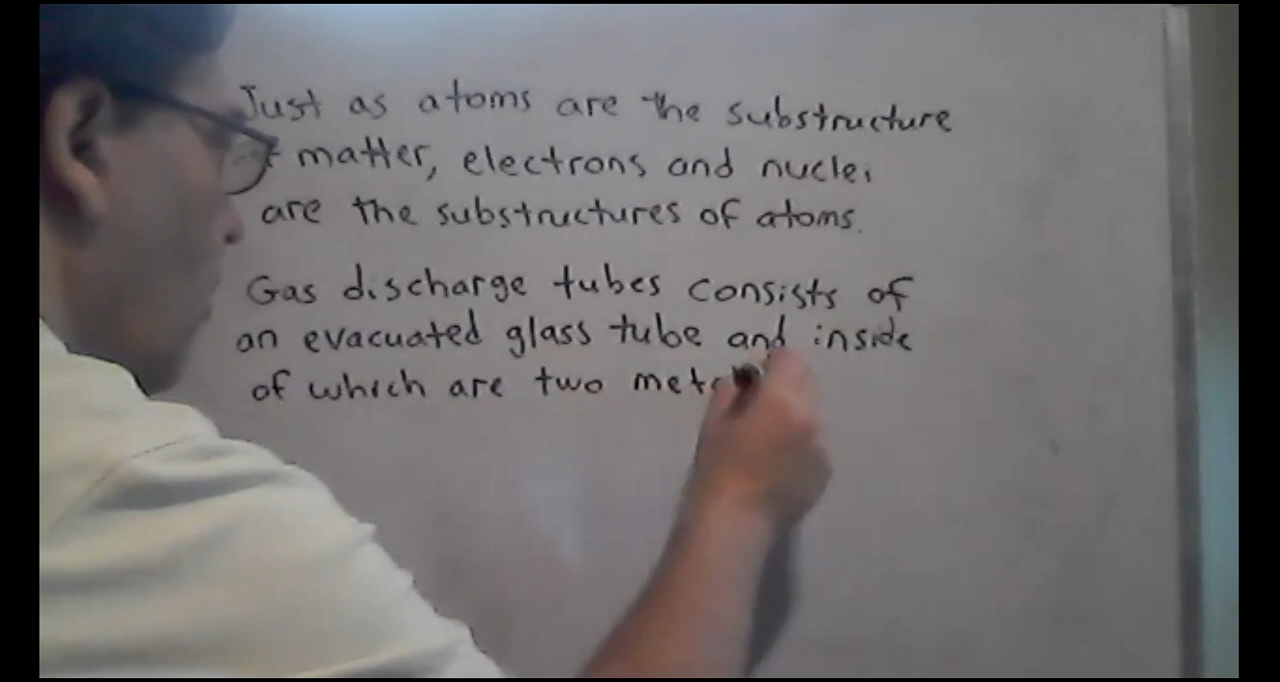 Just as atoms are the substructure
matter, electrons and nuclei
are the substructures of atoms.
Gas discharge tubes consists of
an evacuated glass tube and inside
of which are two